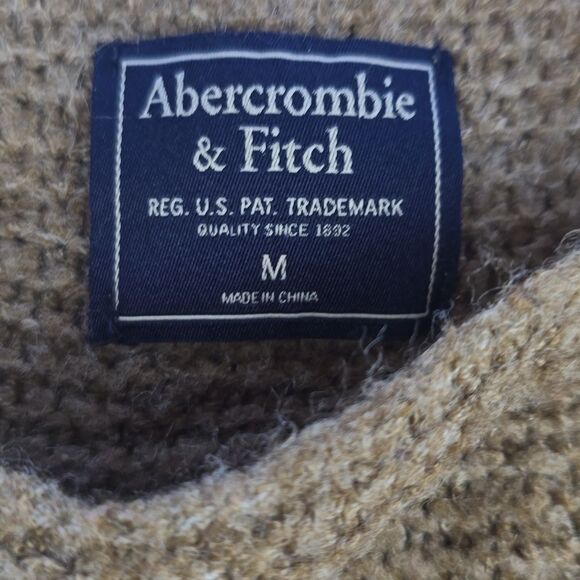 Abercrombie
& Fitch
REG. U.S. PAT. TRADEMARK
QUALITY SINCE 1892
M
MADE IN CHINA